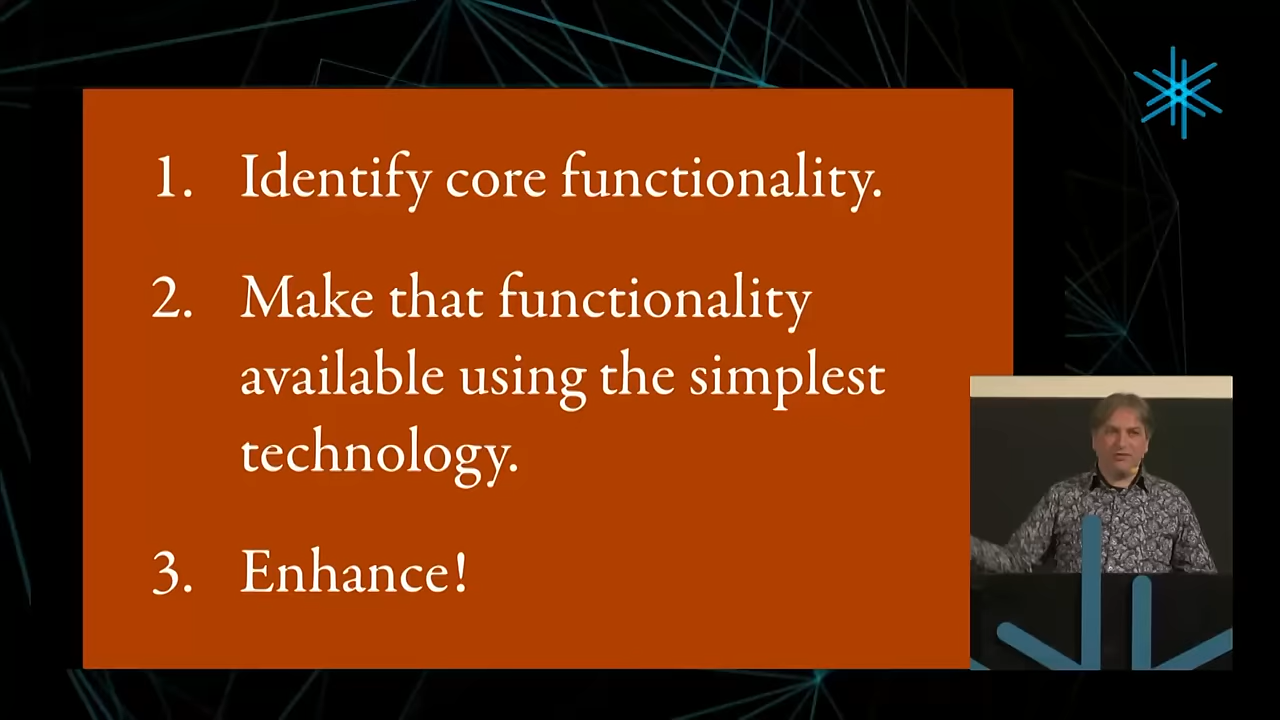 1. Identify core functionality.
2. Make that functionality
available using the simplest
technology.
3. Enhance!